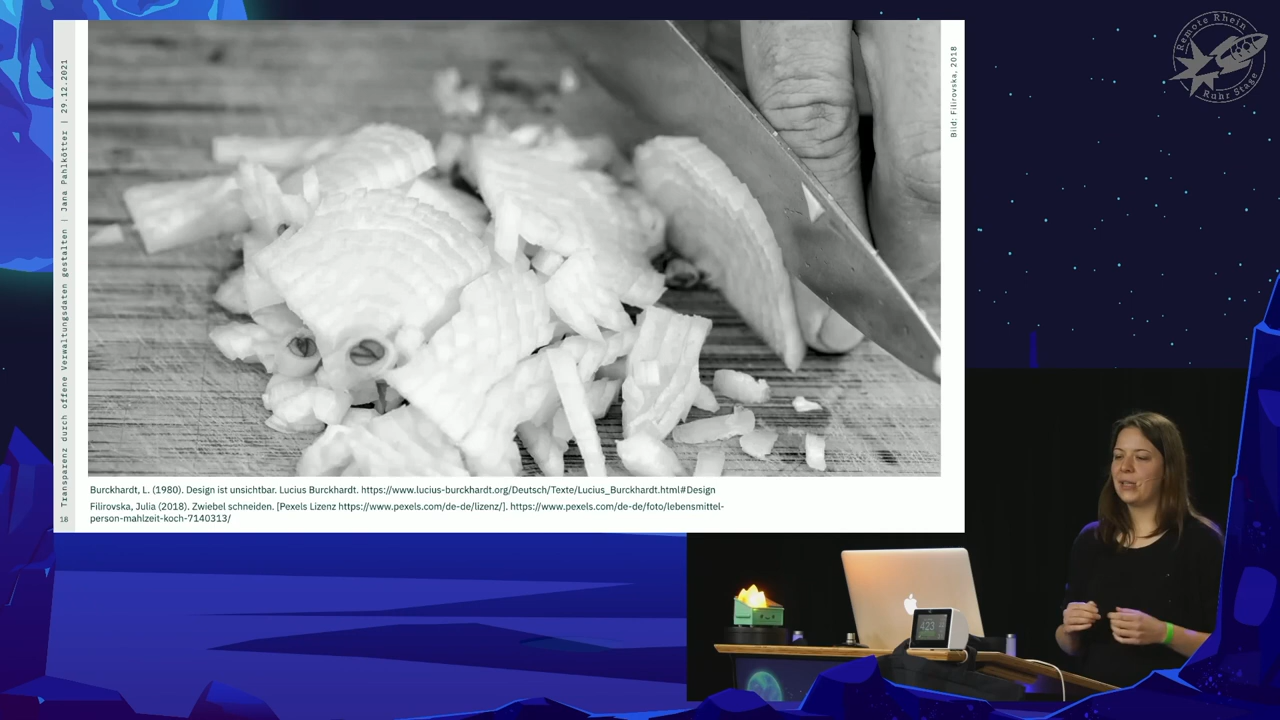 Transparenz durch offene Verwaltungsdaten gestalten | Jana Pahlkötter | 29.12.2021
18
Bild: Filirovska, 2018
Burckhardt, L. (1980). Design ist unsichtbar. Lucius Burckhardt. https://www.lucius-burckhardt.org/Deutsch/Texte/Lucius_Burckhardt.html#Design
Filirovska, Julia (2018). Zwiebel schneiden. [Pexels Lizenz https://www.pexels.com/de-de/lizenz/]. https://www.pexels.com/de-de/foto/lebensmittel-
person-mahlzeit-koch-7140313/
Remote Rhein
Ruhr Stage
423